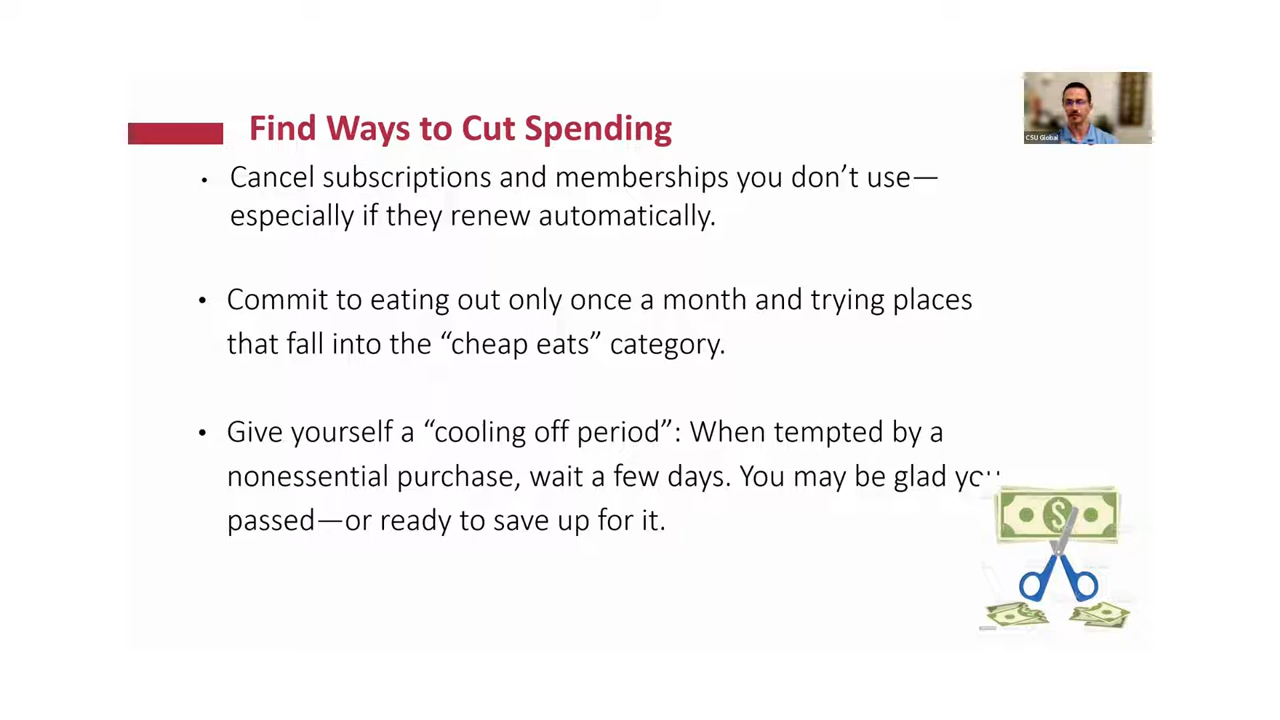 CSU Global
Find Ways to Cut Spending
• Cancel subscriptions and memberships you don’t use—
especially if they renew automatically.
• Commit to eating out only once a month and trying places
that fall into the “cheap eats” category.
• Give yourself a “cooling off period”: When tempted by a
nonessential purchase, wait a few days. You may be glad you
passed—or ready to save up for it.
$